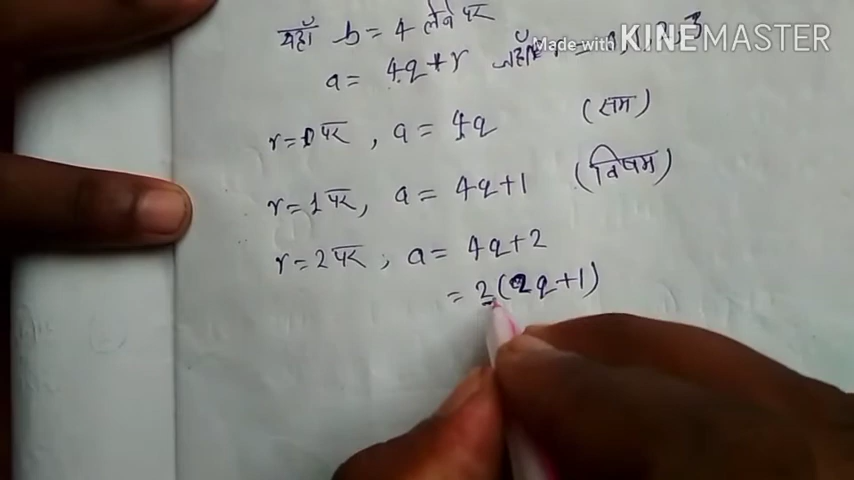 यहाँ b = 4 लेने पर
Made with KINEMASTER
a = 4q + r जहाँ r =
r = 0 पर, a = 4q (सम)
r = 1 पर, a = 4q+1 (विषम)
r = 2 पर, a = 4q+2
= 2(2q+1)